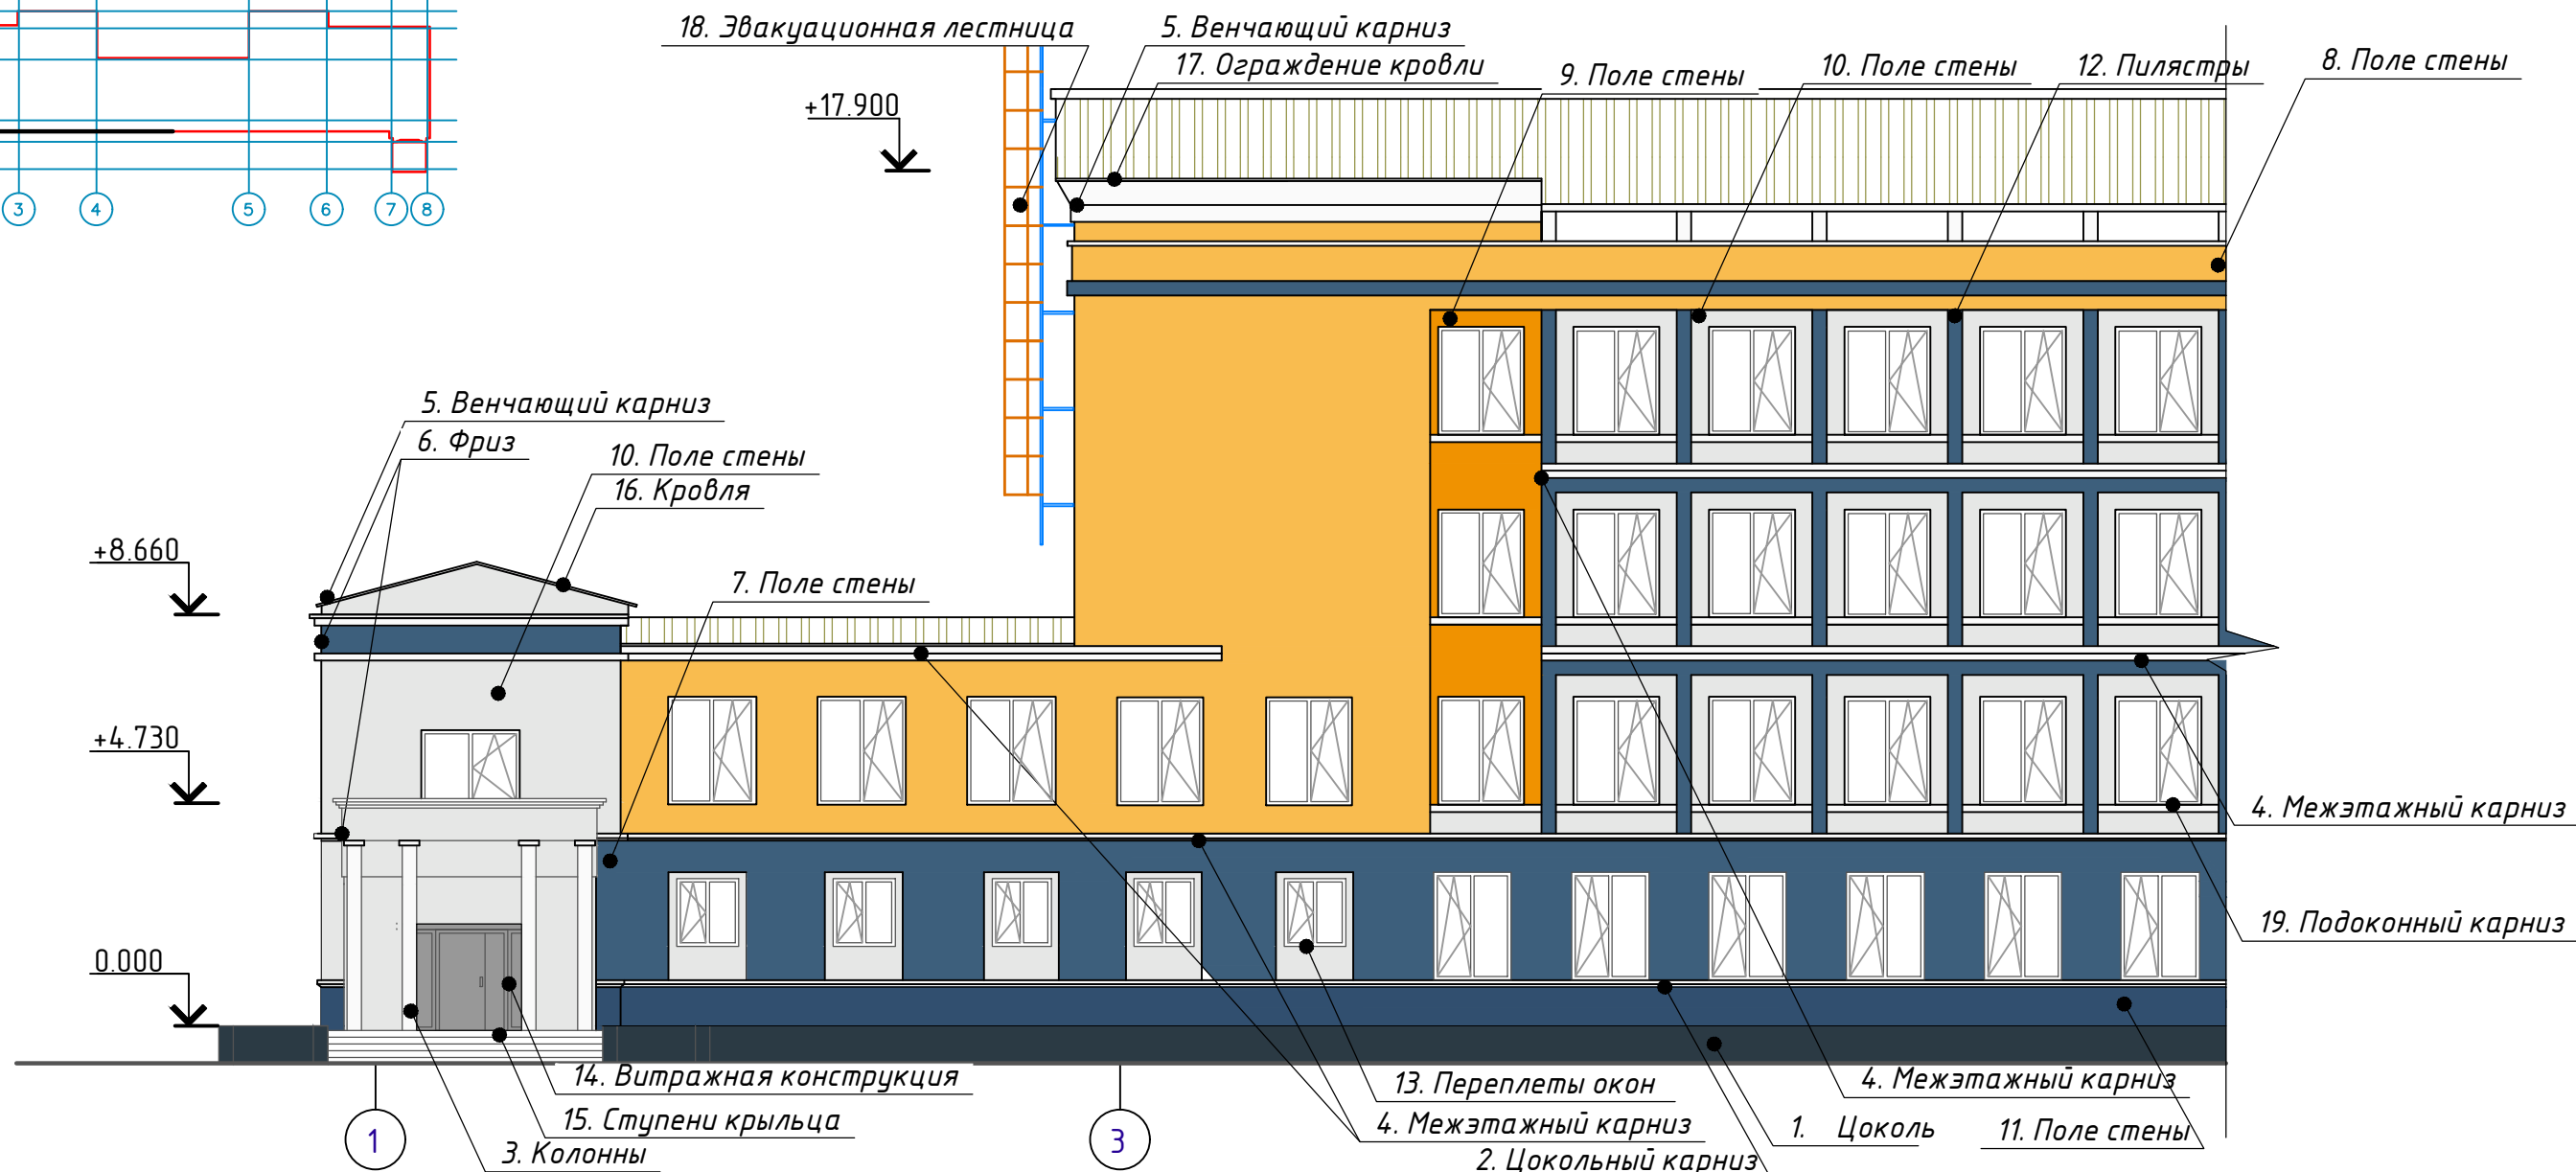 18. Эвакуационная лестница
5. Венчающий карниз
17. Ограждение кровли
9. Поле стены
10. Поле стены
12. Пилястры
8. Поле стены
+17.900
3
4
5
6
7
8
5. Венчающий карниз
6. Фриз
10. Поле стены
16. Кровля
+8.660
7. Поле стены
+4.730
4. Межэтажный карниз
0.000
19. Подоконный карниз
14. Витражная конструкция
13. Переплеты окон
4. Межэтажный карниз
15. Ступени крыльца
4. Межэтажный карниз
1. Цоколь
11. Поле стены
1
3
3. Колонны
2. Цокольный карниз